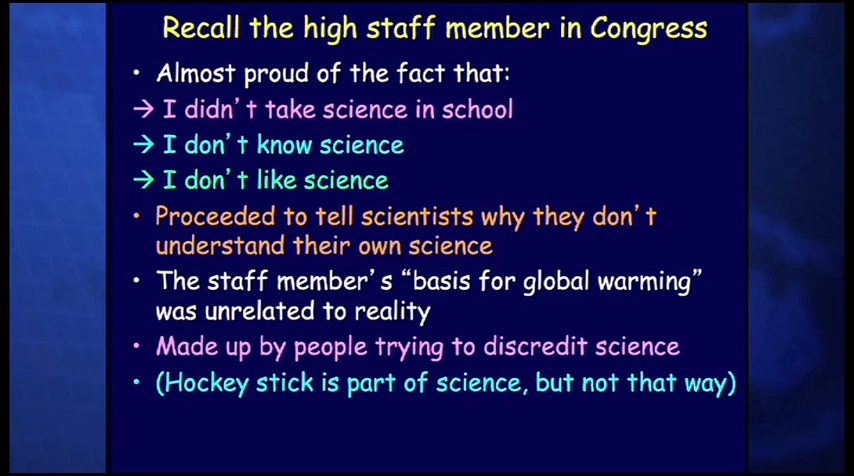 Recall the high staff member in Congress
• Almost proud of the fact that:
→ I didn't take science in school
→ I don't know science
→ I don't like science
• Proceeded to tell scientists why they don't
understand their own science
• The staff member's “basis for global warming”
was unrelated to reality
• Made up by people trying to discredit science
• (Hockey stick is part of science, but not that way)